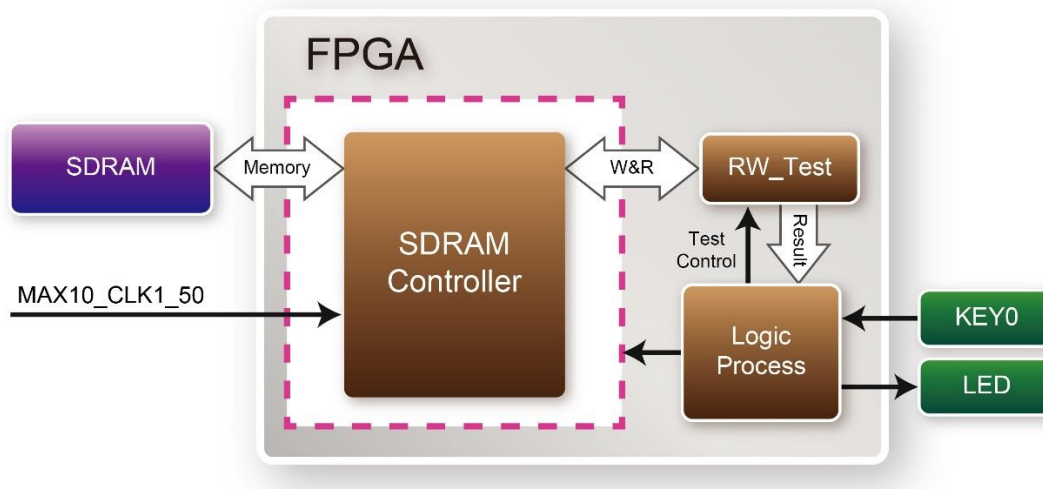 FPGA
SDRAM
Memory
W&R
RW_Test
SDRAM
Controller
Test
Control
Result
MAX10_CLK1_50
Logic
Process
KEY0
LED